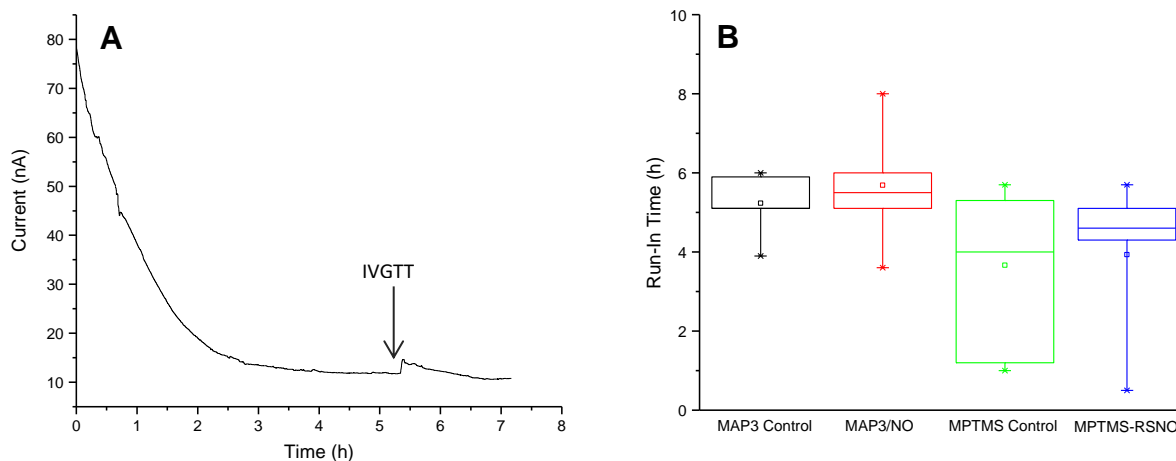 A
80
70
60
50
40
30
20
10
Current (nA)
IVGTT
0 1 2 3 4 5 6 7 8
Time (h)
B
10
8
6
4
2
0
Run-In Time (h)
MAP3 Control MAP3/NO MPTMS Control MPTMS-RSNO